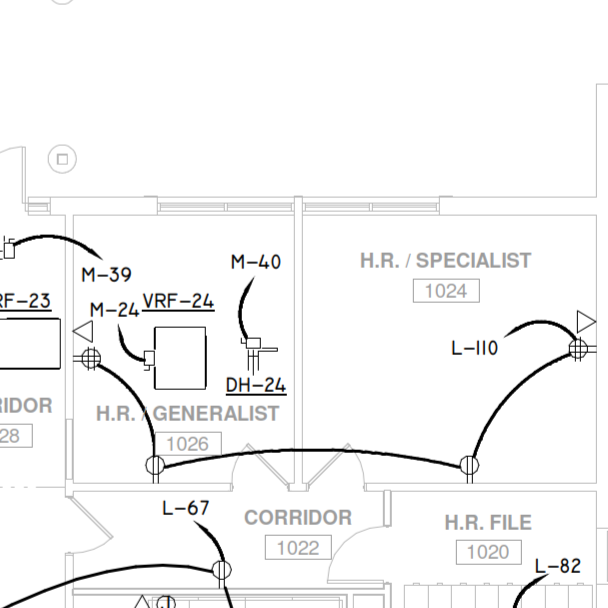 M-40
H.R. / SPECIALIST
M-39
1024
RF-23
M-24
VRF-24
L-110
DH-24
RIDOR
H.R. / GENERALIST
28
1026
L-67
CORRIDOR
H.R. FILE
1022
1020
L-82